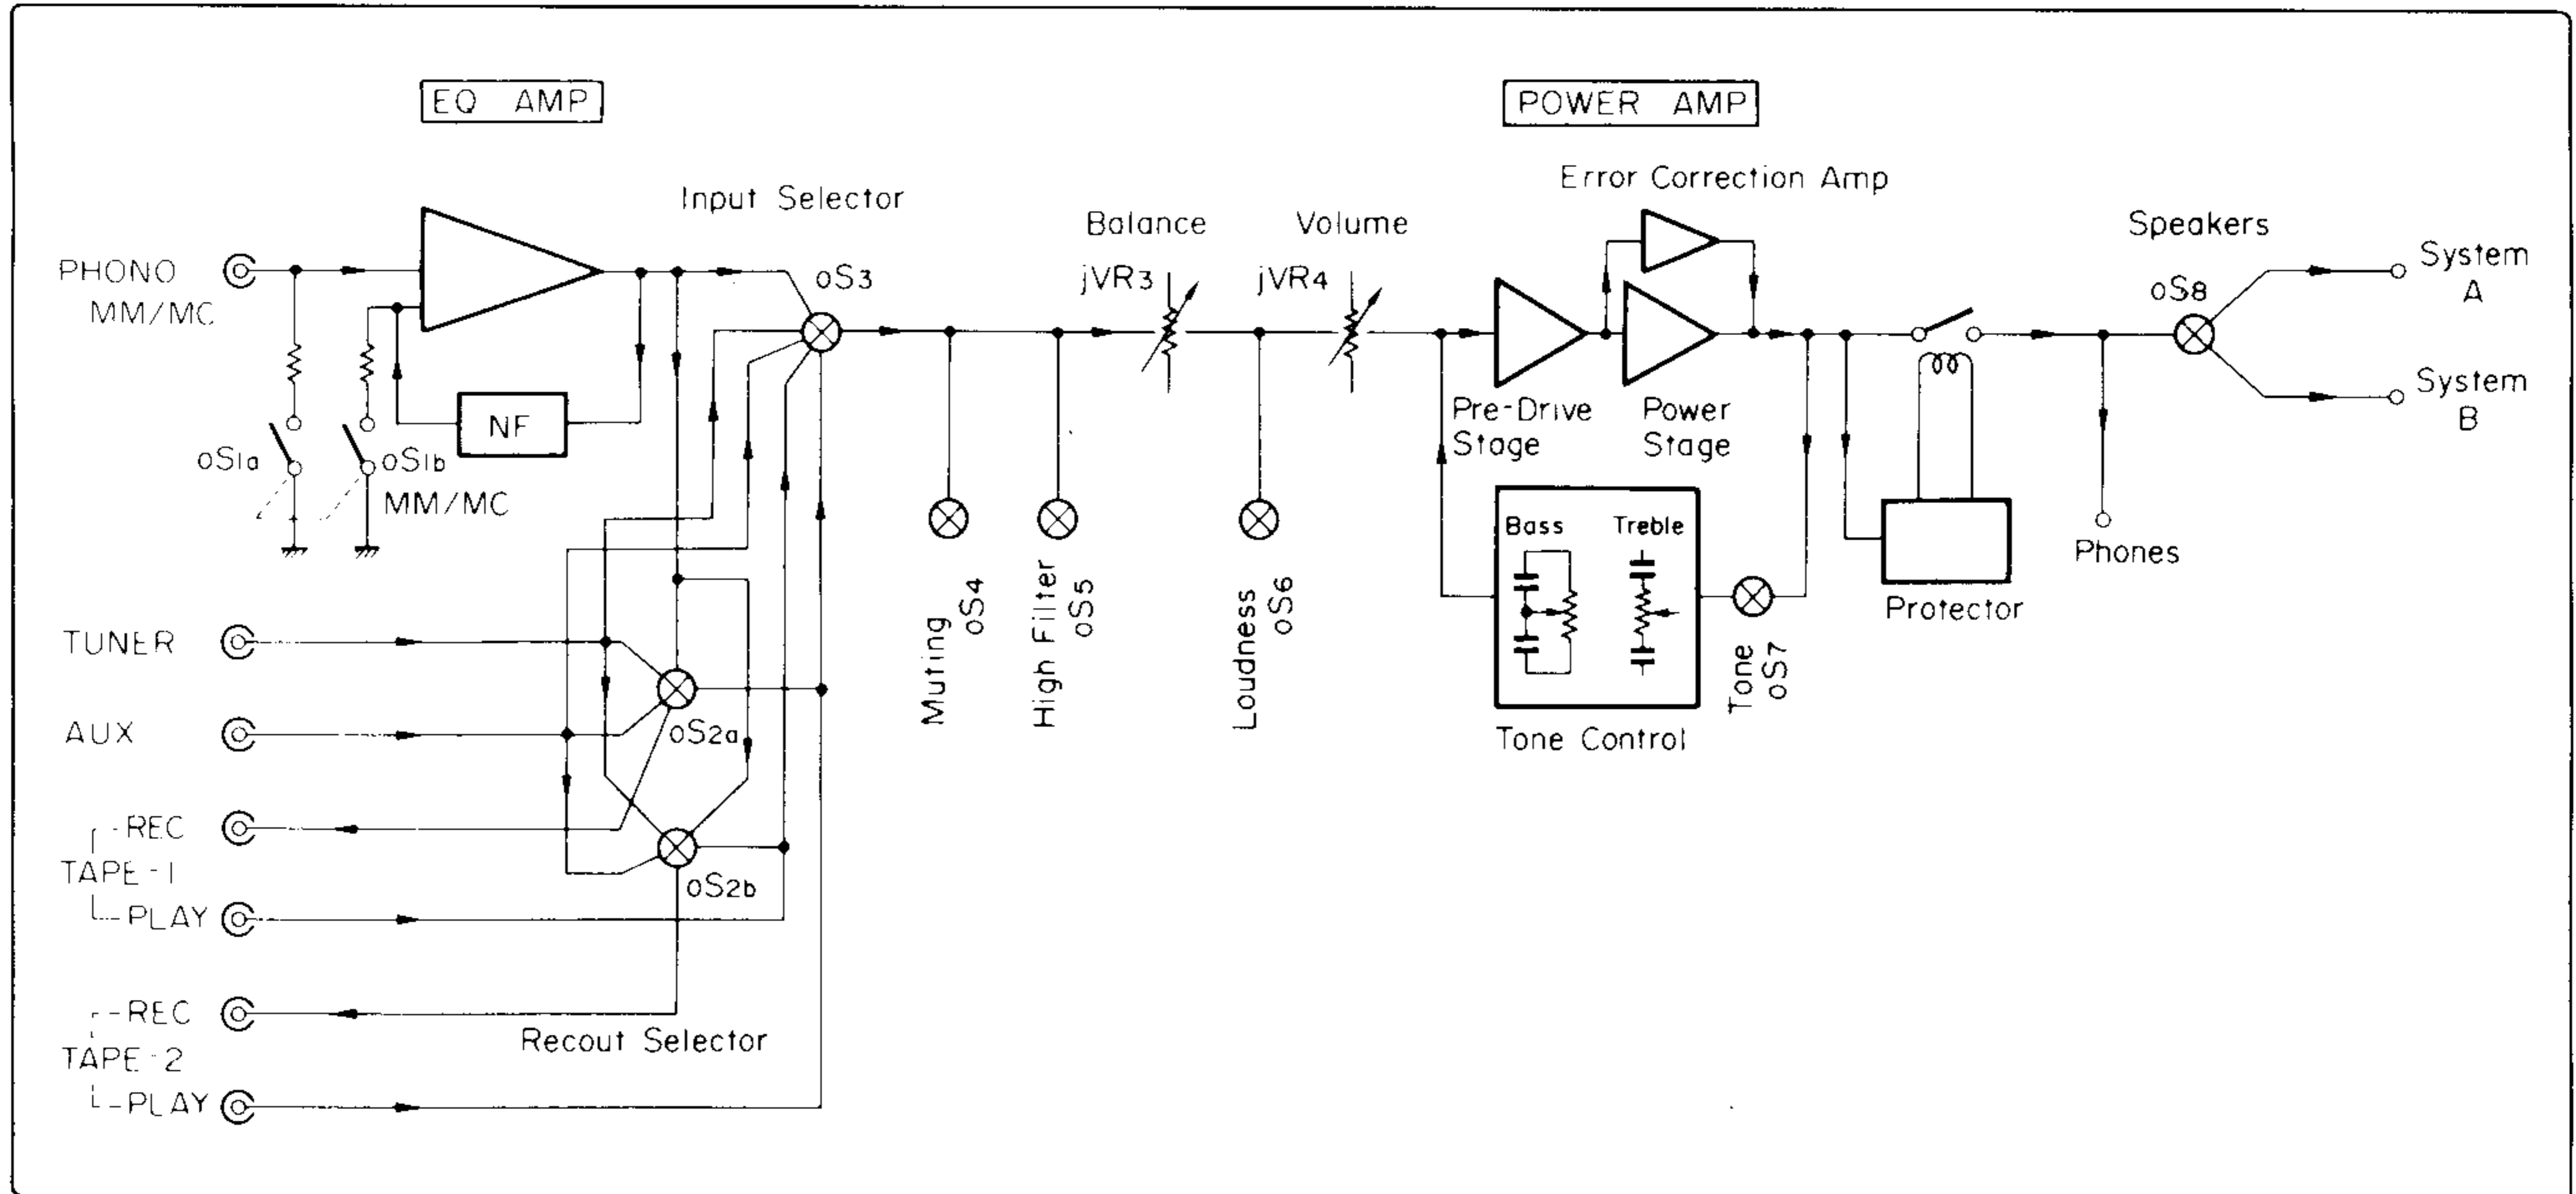 EQ AMP
POWER AMP
Input Selector
Error Correction Amp
Balance
Volume
Speakers
PHONO
MM/MC
oS3
jVR3
jVR4
oS8
System
A
System
B
NF
oS1a
oS1b
MM/MC
Pre-Drive
Stage
Power
Stage
Bass
Treble
Phones
Protector
Muting
oS4
High Filter
oS5
Loudness
oS6
Tone
oS7
Tone Control
TUNER
AUX
oS2a
REC
TAPE-1
PLAY
oS2b
REC
TAPE-2
PLAY
Recout Selector